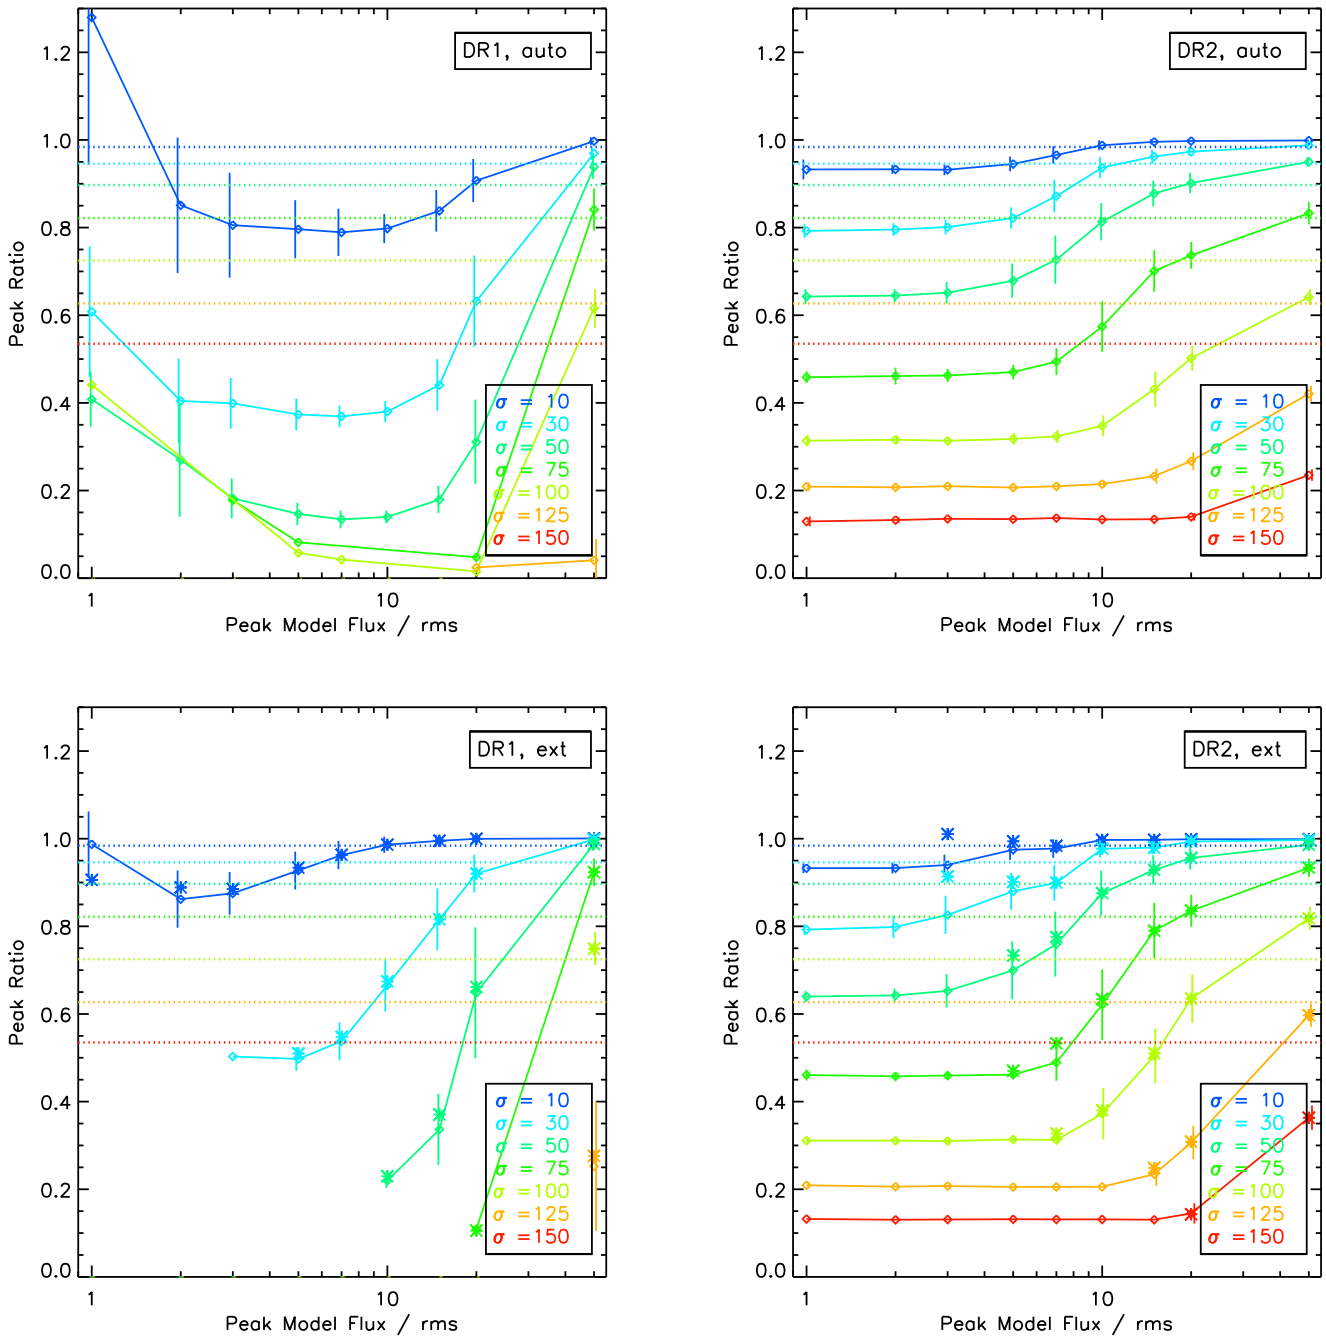 DR1, auto
1.2
1.0
0.8
0.6
0.4
0.2
0.0
Peak Ratio
σ = 10
σ = 30
σ = 50
σ = 75
σ =100
σ =125
σ =150
1 10
Peak Model Flux / rms
DR2, auto
1.2
1.0
0.8
0.6
0.4
0.2
0.0
Peak Ratio
σ = 10
σ = 30
σ = 50
σ = 75
σ =100
σ =125
σ =150
1 10
Peak Model Flux / rms
DR1, ext
1.2
1.0
0.8
0.6
0.4
0.2
0.0
Peak Ratio
σ = 10
σ = 30
σ = 50
σ = 75
σ =100
σ =125
σ =150
1 10
Peak Model Flux / rms
DR2, ext
1.2
1.0
0.8
0.6
0.4
0.2
0.0
Peak Ratio
σ = 10
σ = 30
σ = 50
σ = 75
σ =100
σ =125
σ =150
1 10
Peak Model Flux / rms